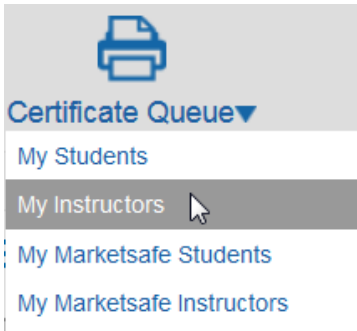 Certificate Queue▼
My Students
My Instructors
My Marketsafe Students
My Marketsafe Instructors